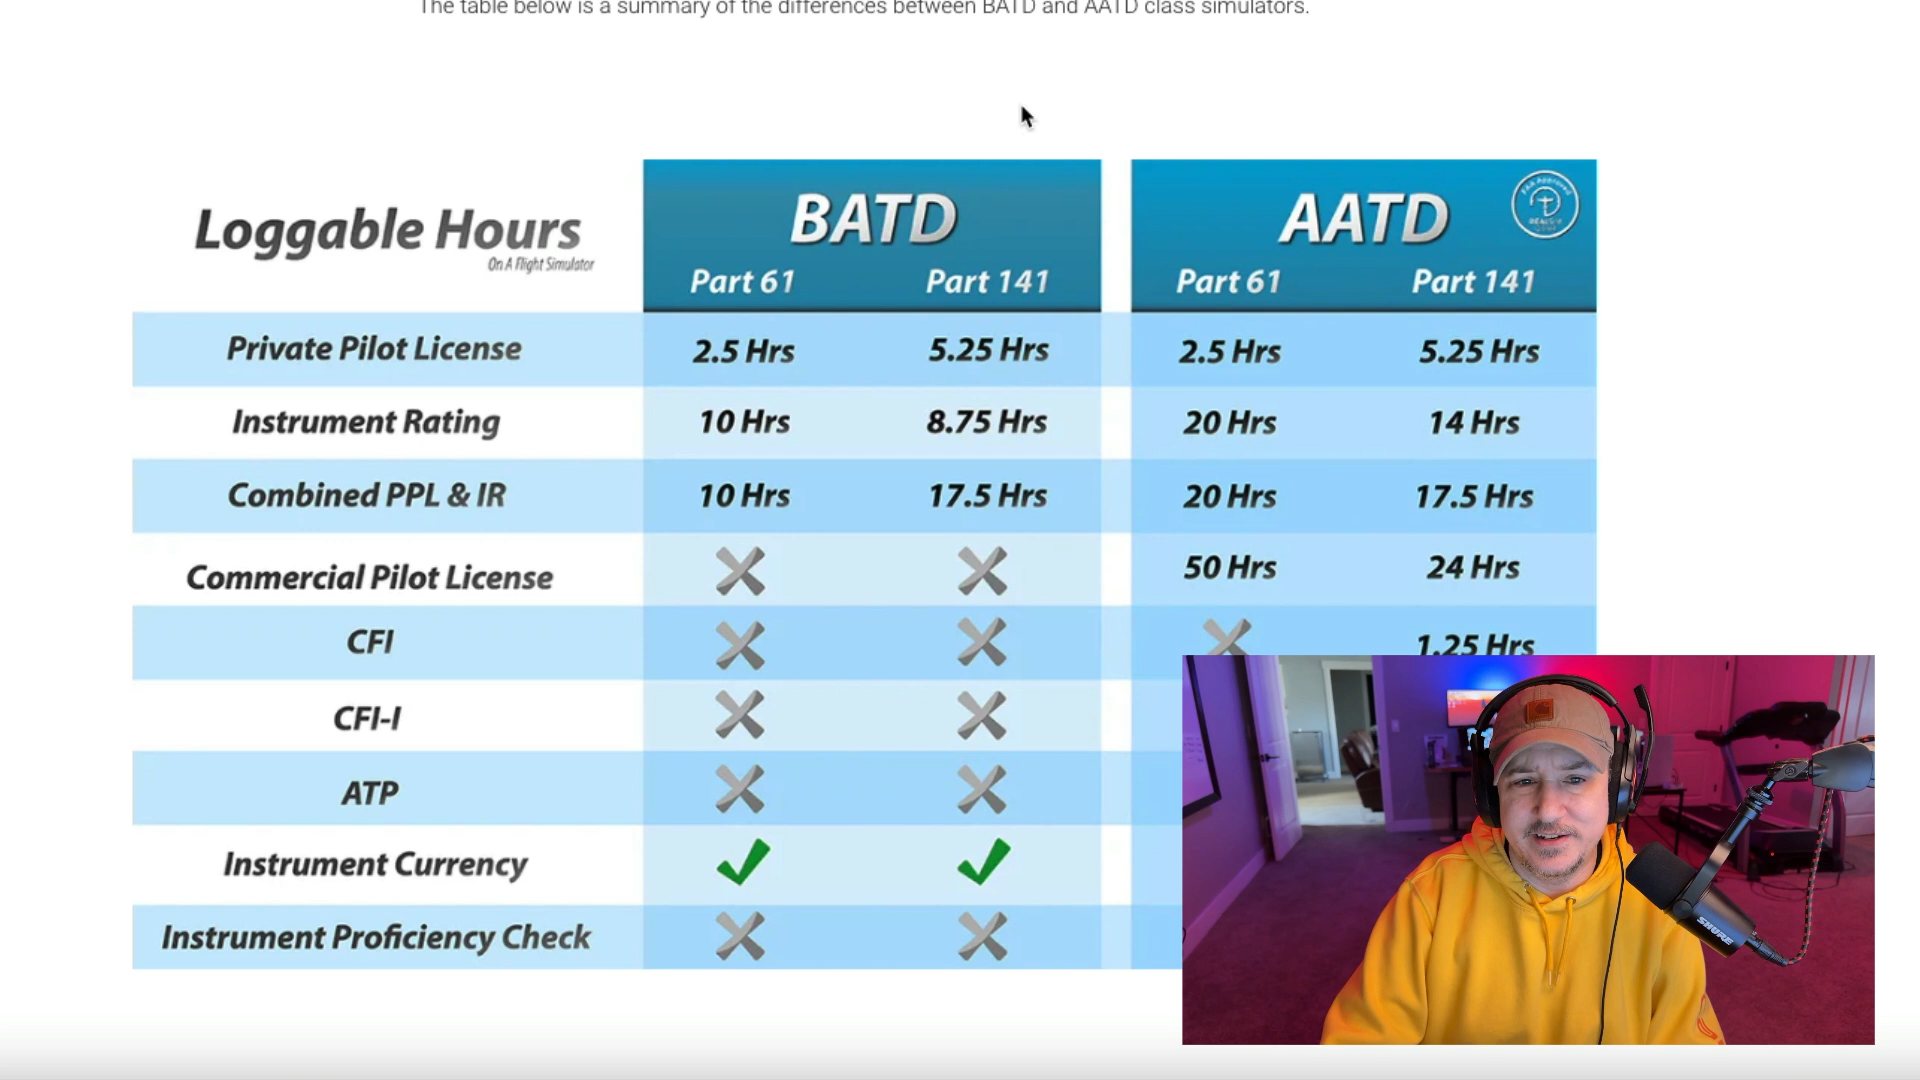 The table below is a summary of the differences between BATD and AATD class simulators.
Loggable Hours
On A Flight Simulator
BATD
AATD
Part 61 Part 141 Part 61 Part 141
Private Pilot License 2.5 Hrs 5.25 Hrs 2.5 Hrs 5.25 Hrs
Instrument Rating 10 Hrs 8.75 Hrs 20 Hrs 14 Hrs
Combined PPL & IR 10 Hrs 17.5 Hrs 20 Hrs 17.5 Hrs
Commercial Pilot License 50 Hrs 24 Hrs
CFI 1.25 Hrs
CFI-I
ATP
Instrument Currency
Instrument Proficiency Check
SHURE